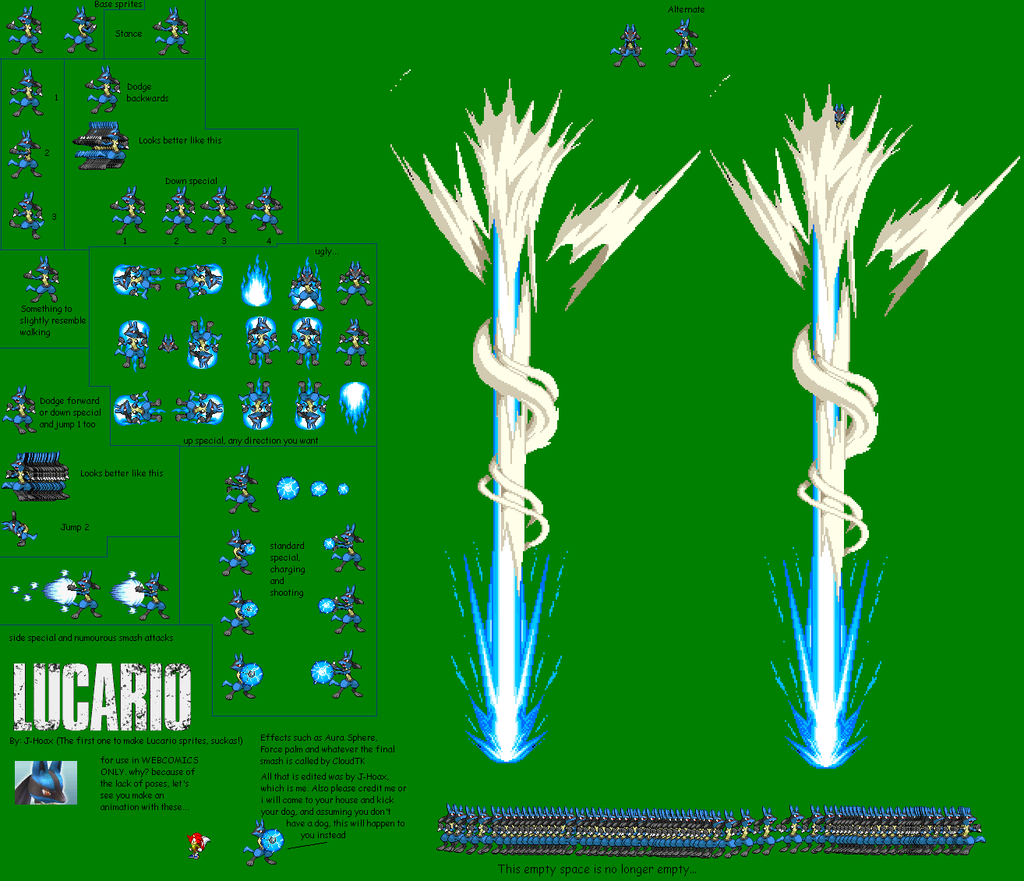 Base sprites
Alternate
Stance
1
Dodge
backwards
2
Looks better like this
3
Down special
1 2 3 4
ugly...
Something to
slightly resemble
walking
Dodge forward
or down special
and jump 1 too
up special, any direction you want
Looks better like this
Jump 2
standard
special,
charging
and
shooting
side special and numourous smash attacks
LUCARIO
By: J-Hoax (The first one to make Lucario sprites, suckas!)
for use in WEBCOMICS
ONLY. why? because of
the lack of poses, let's
see you make an
animation with these...
Effects such as Aura Sphere,
Force palm and whatever the final
smash is called by CloudTK
All that is edited was by J-Hoax,
which is me. Also please credit me or
i will come to your house and kick
your dog, and assuming you don't
have a dog, this will happen to
you instead
This empty space is no longer empty...